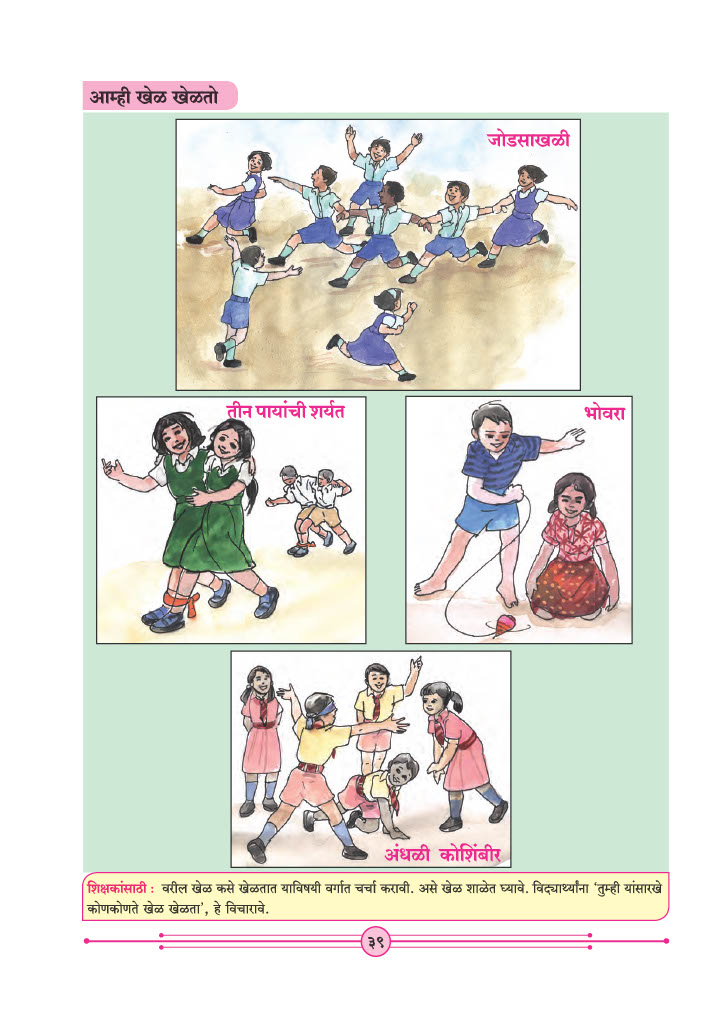 आम्ही खेळ खेळतो
जोडसाखळी
तीन पायांची शर्यत
भोवरा
अंधळी कोशिंबीर
शिक्षकांसाठी : वरील खेळ कसे खेळतात याविषयी वर्गात चर्चा करावी. असे खेळ शाळेत घ्यावे. विद्यार्थ्यांना ‘तुम्ही यांसारखे
कोणकोणते खेळ खेळता’, हे विचारावे.
३९